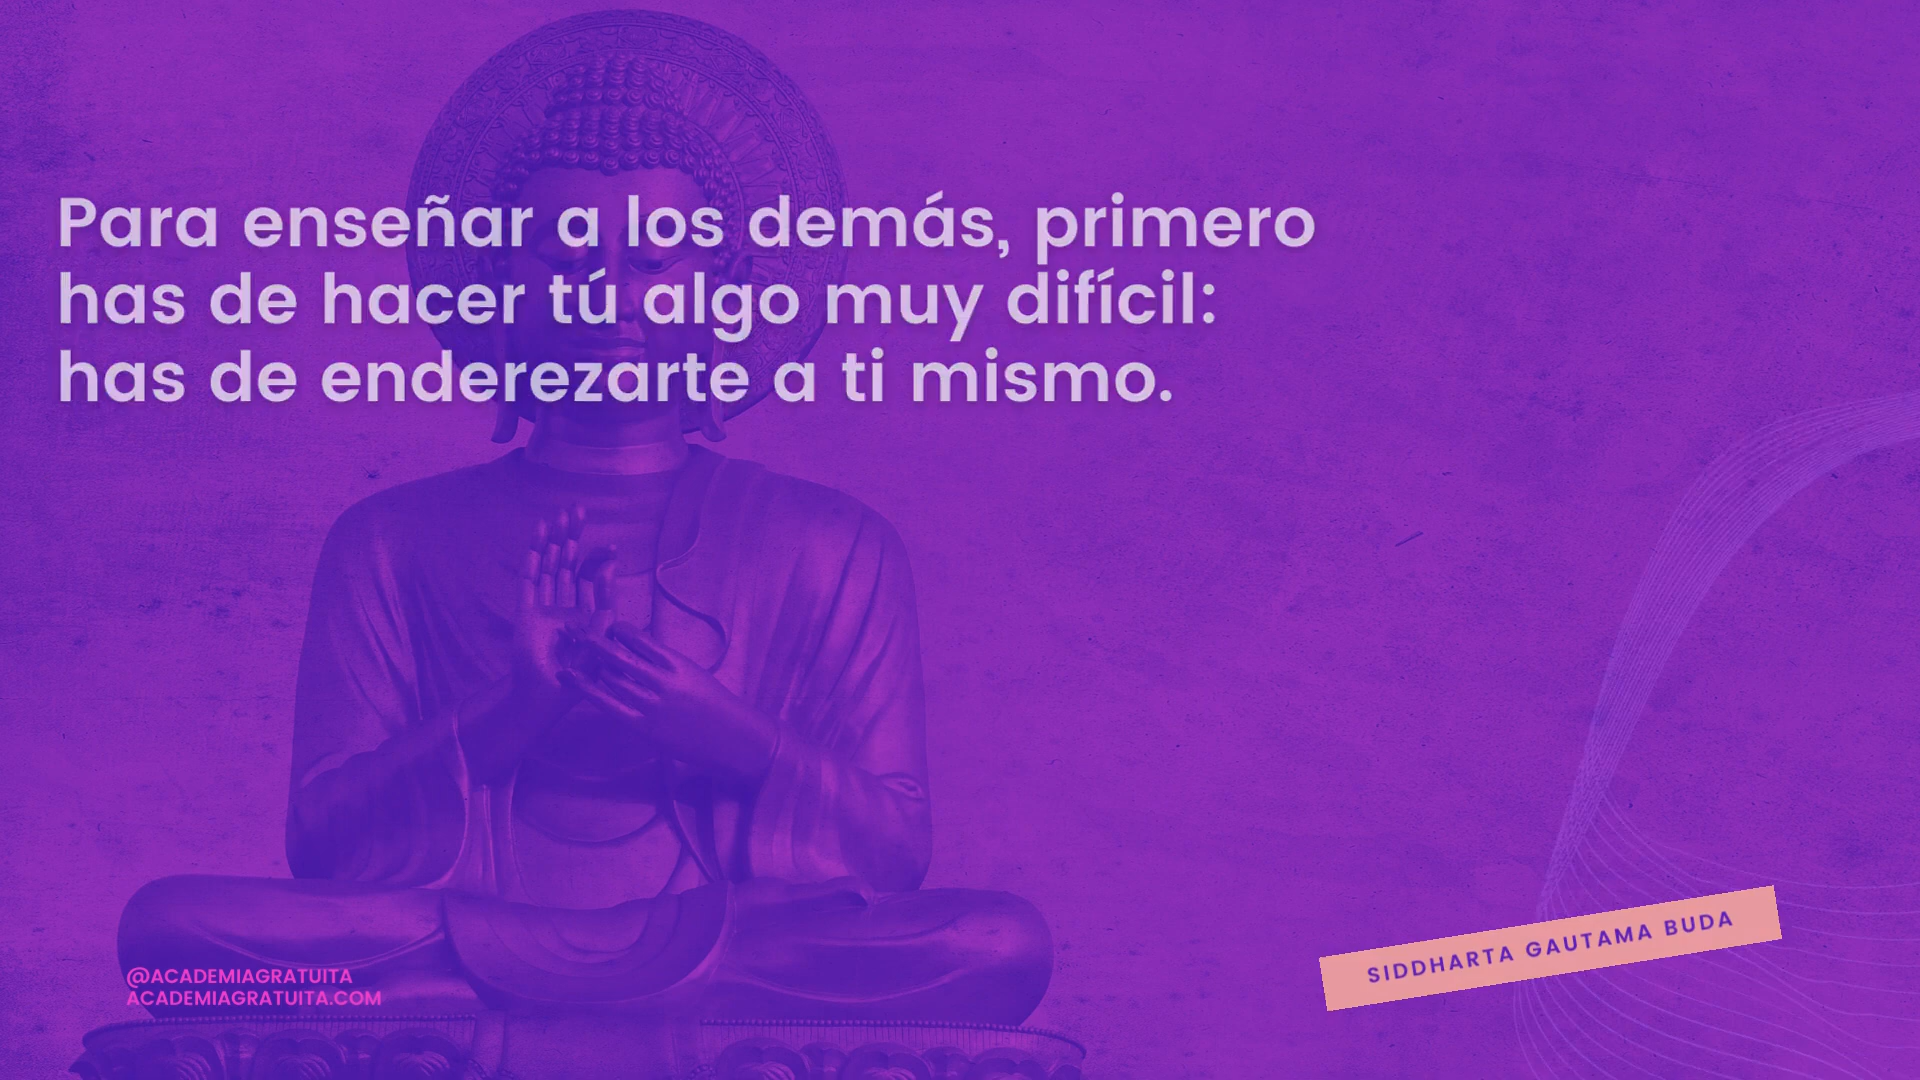 Para enseñar a los demás, primero
has de hacer tú algo muy difícil:
has de enderezarte a ti mismo.
SIDDHARTA GAUTAMA BUDA
@ACADEMIAGRATUITA
ACADEMIAGRATUITA.COM